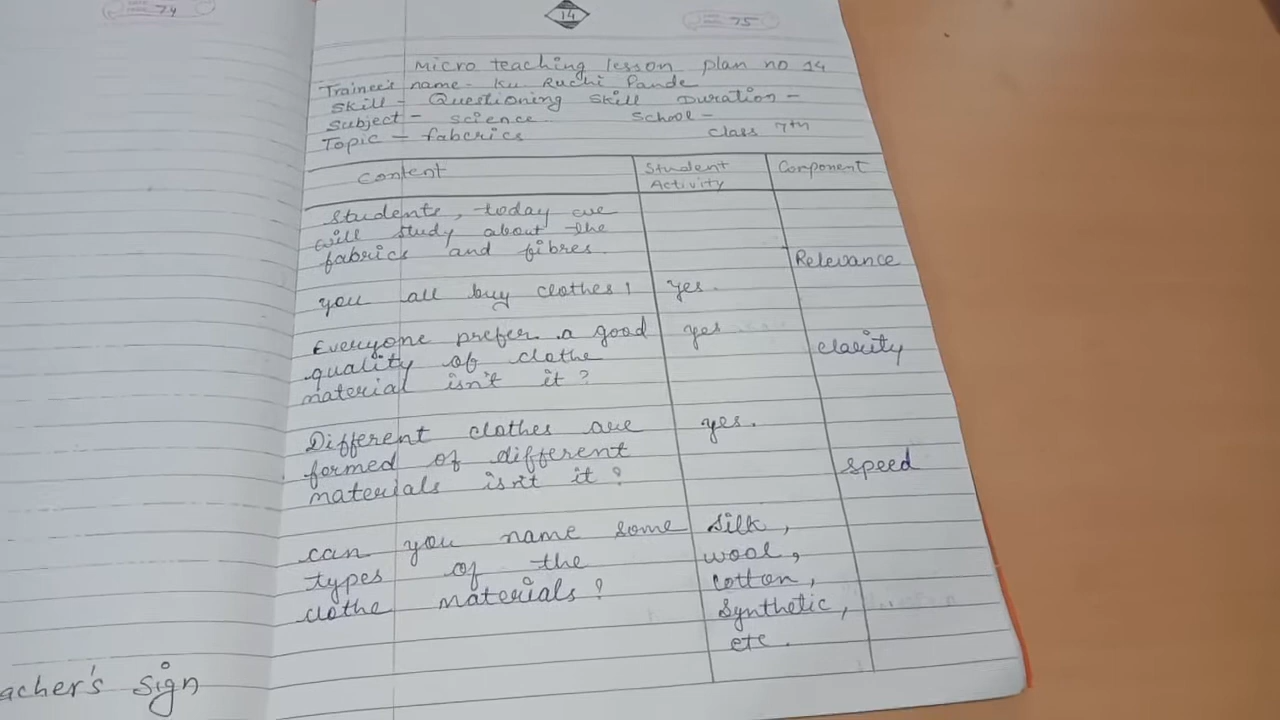 74
14
75
Micro teaching lesson plan no 14
Trainee's name - Ku Ruchi Pande
Skill - Questioning skill Duration -
Subject - science School -
Topic - fabcrics class 7th
Content Student Activity Component
students, today we
will study about the
fabrics and fibres.
Relevance
you all buy clothes! yes.
Everyone prefer a good yes
quality of clothe clarity
material isn't it?
Different clothes are yes.
formed of different
materials isn't it? speed
can you name some silk,
types of the wool,
clothe materials? cotton,
synthetic,
etc.
acher's sign